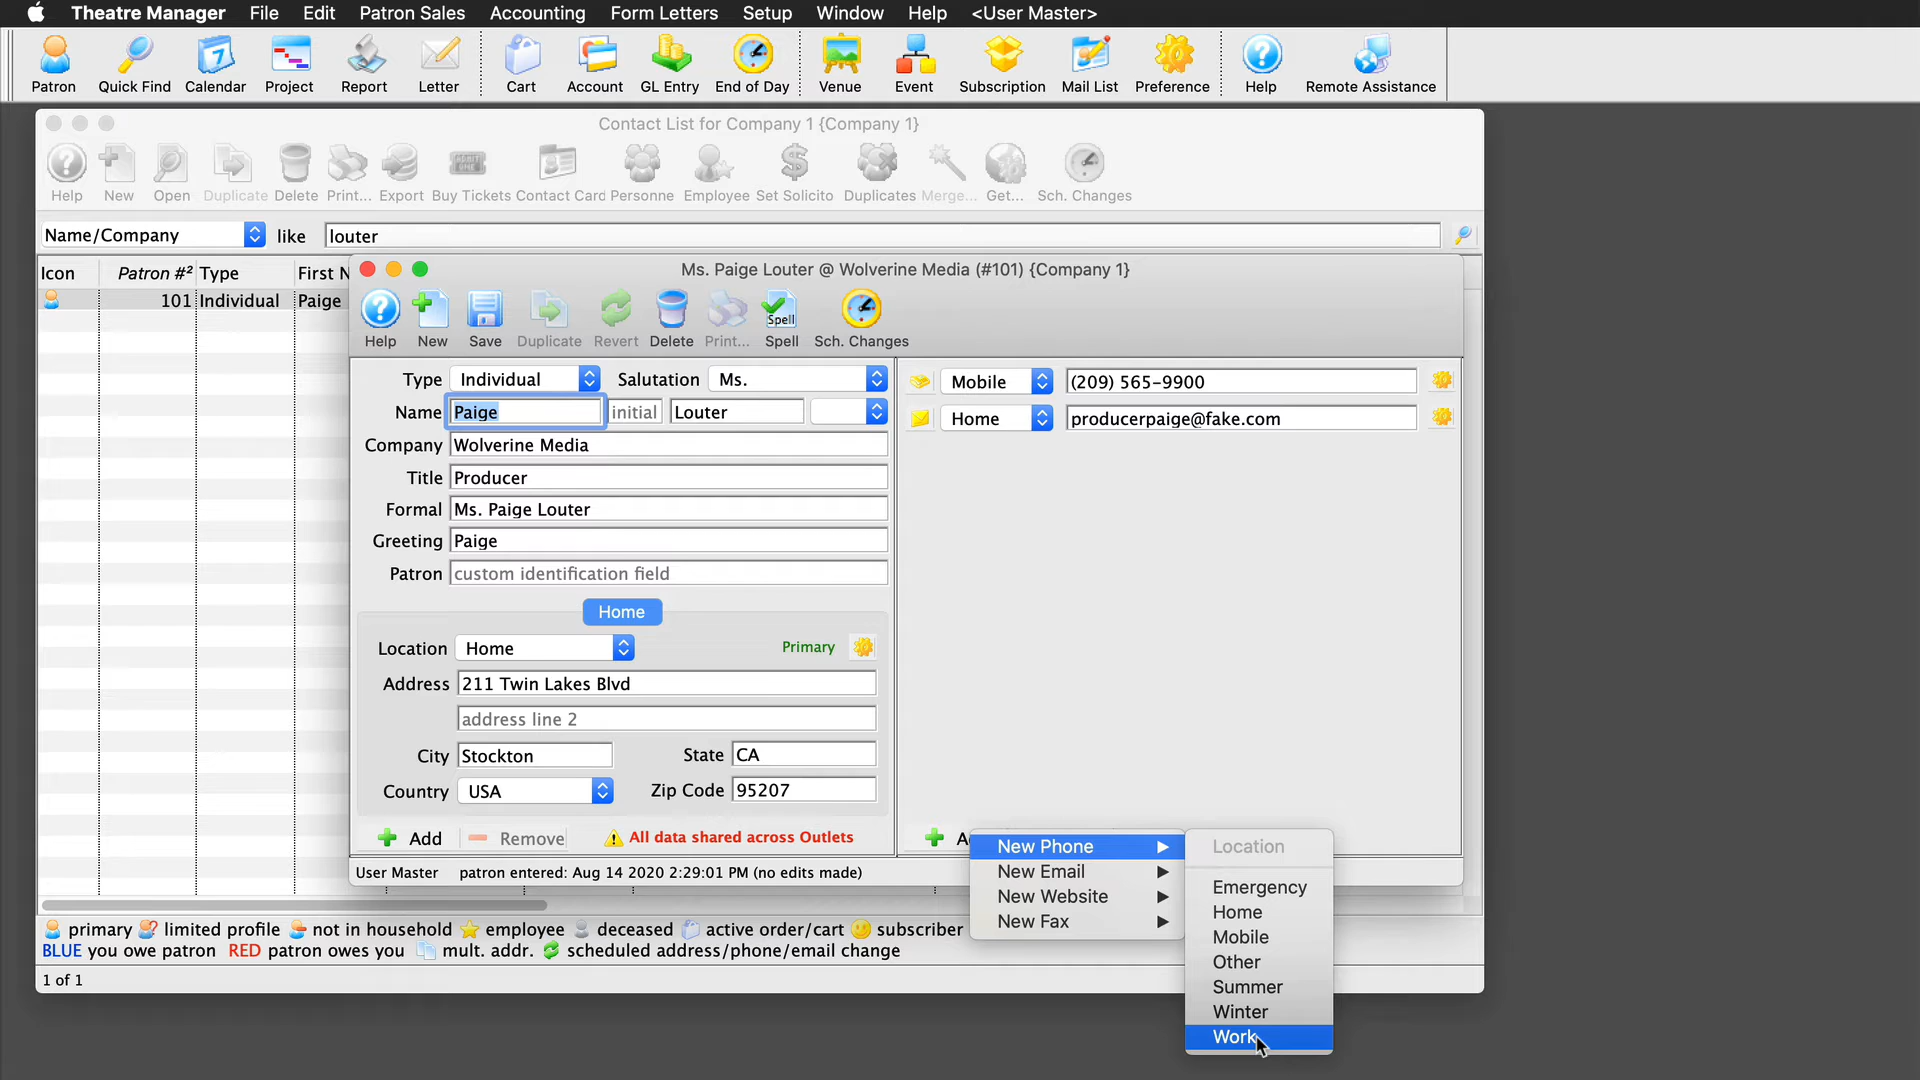 Theatre Manager File Edit Patron Sales Accounting Form Letters Setup Window Help <User Master>
Patron Quick Find Calendar Project Report Letter Cart Account GL Entry End of Day Venue Event Subscription Mail List Preference Help Remote Assistance
Contact List for Company 1 {Company 1}
Help New Open Duplicate Delete Print... Export Buy Tickets Contact Card Personne Employee Set Solicito Duplicates Merge... Get... Sch. Changes
Name/Company like louter
Icon Patron #² Type First N
101 Individual Paige
Ms. Paige Louter @ Wolverine Media (#101) {Company 1}
Spell
Help New Save Duplicate Revert Delete Print... Spell Sch. Changes
Type Individual Salutation Ms.
Name Paige initial Louter
Company Wolverine Media
Title Producer
Formal Ms. Paige Louter
Greeting Paige
Patron custom identification field
Home
Location Home Primary
Address 211 Twin Lakes Blvd
address line 2
City Stockton State CA
Country USA Zip Code 95207
Add Remove All data shared across Outlets
Mobile (209) 565-9900
Home producerpaige@fake.com
A
New Phone
New Email
New Website
New Fax
Location
Emergency
Home
Mobile
Other
Summer
Winter
Work
User Master patron entered: Aug 14 2020 2:29:01 PM (no edits made)
primary limited profile not in household employee deceased active order/cart subscriber
BLUE you owe patron RED patron owes you mult. addr. scheduled address/phone/email change
1 of 1